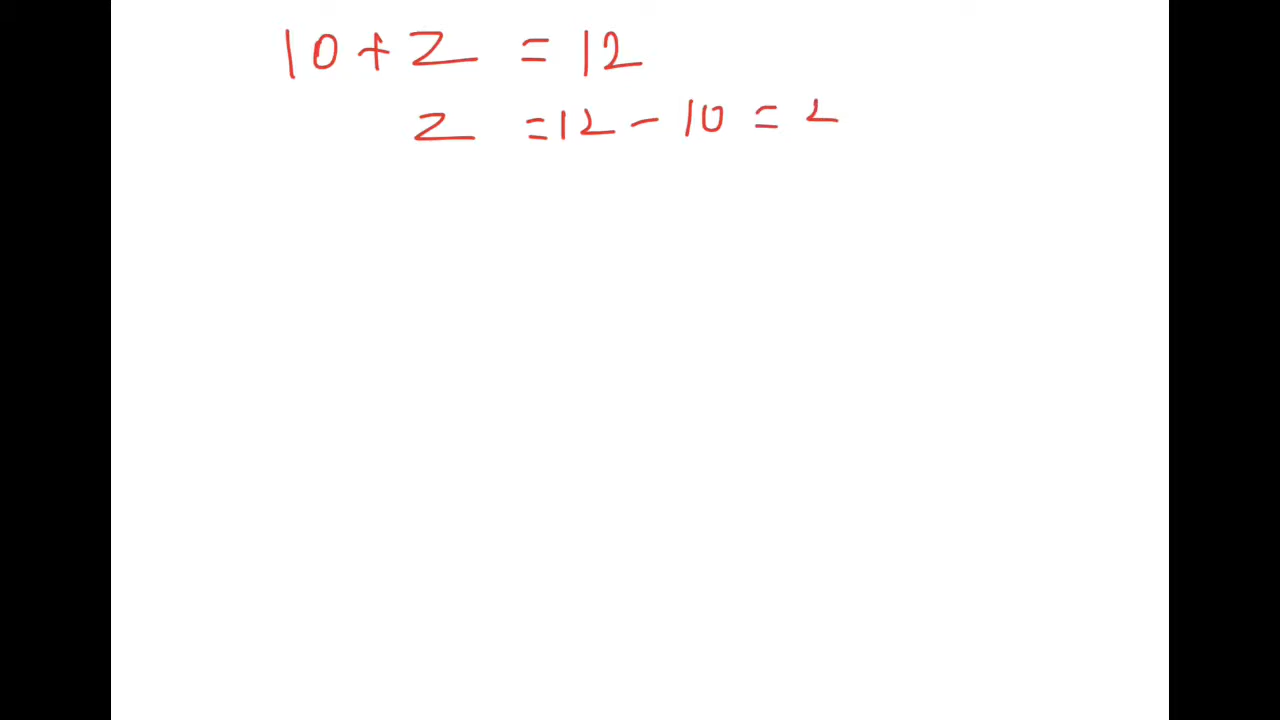 10 + z = 12
z = 12 - 10 = 2